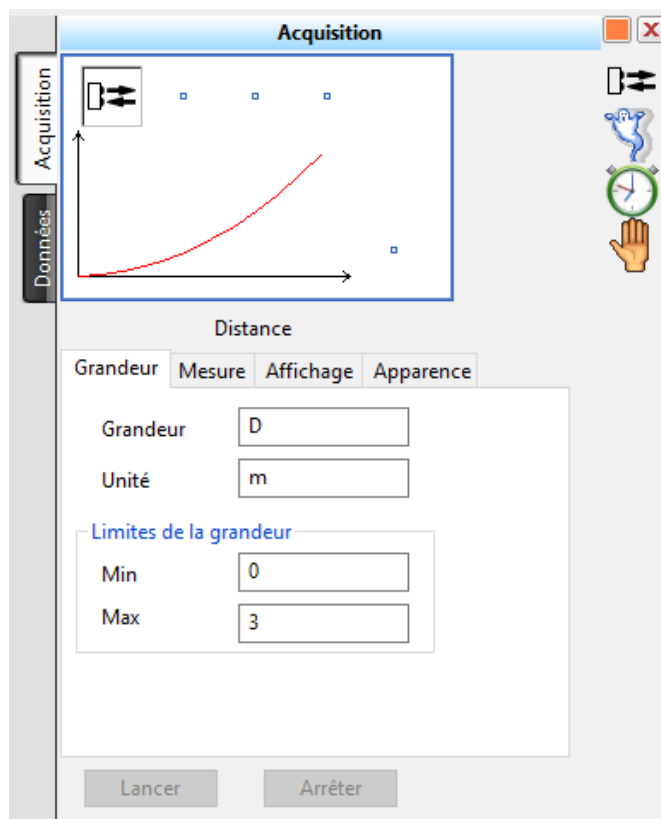 Acquisition
Acquisition
Données
Distance
Grandeur Mesure Affichage Apparence
Grandeur D
Unité m
Limites de la grandeur
Min 0
Max 3
Lancer Arrêter